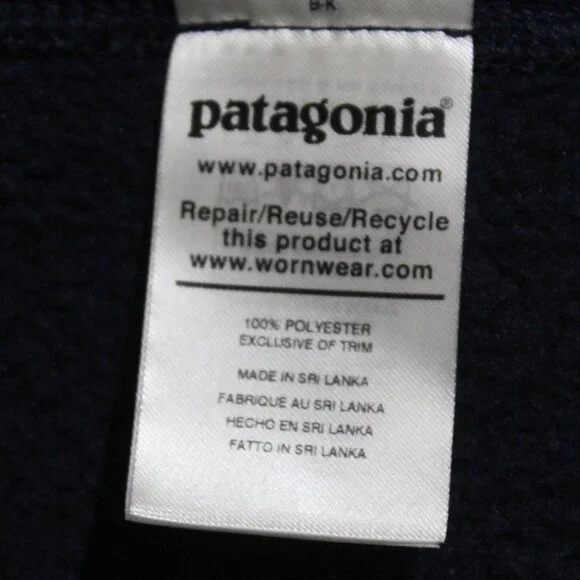 B-K
patagonia®
www.patagonia.com
Repair/Reuse/Recycle
this product at
www.wornwear.com
100% POLYESTER
EXCLUSIVE OF TRIM
MADE IN SRI LANKA
FABRIQUE AU SRI LANKA
HECHO EN SRI LANKA
FATTO IN SRI LANKA